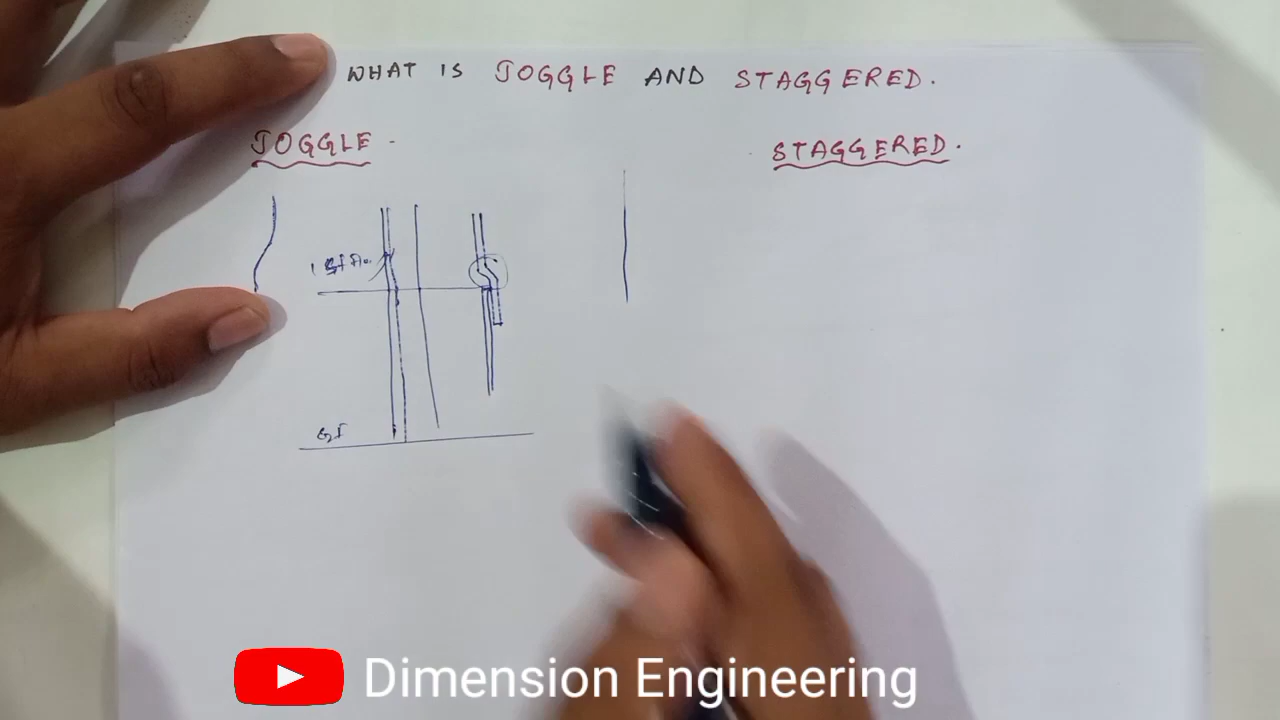 WHAT IS JOGGLE AND STAGGERED.
JOGGLE -
STAGGERED.
Dimension Engineering